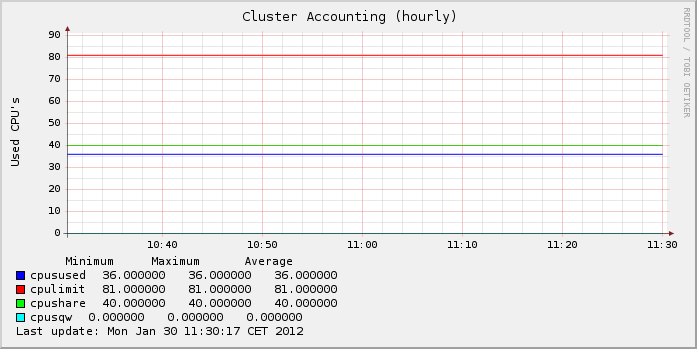 Cluster Accounting (hourly)
RRDTOOL / TOBI OETIKER
Used CPU's
90
80
70
60
50
40
30
20
10
0
10:40 10:50 11:00 11:10 11:20 11:30
Minimum Maximum Average
cpusused 36.000000 36.000000 36.000000
cpulimit 81.000000 81.000000 81.000000
cpushare 40.000000 40.000000 40.000000
cpusqw 0.000000 0.000000 0.000000
Last update: Mon Jan 30 11:30:17 CET 2012